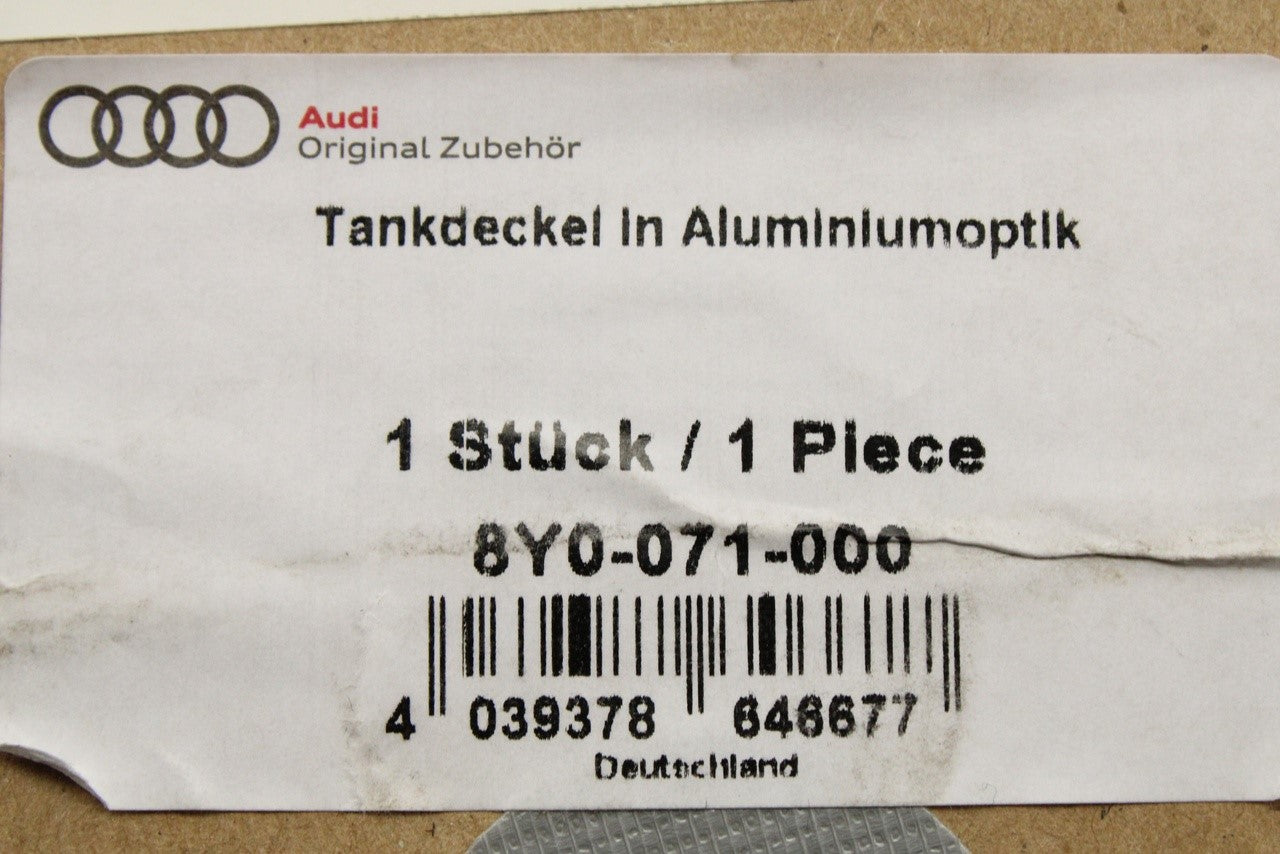 Audi
Original Zubehör
Tankdeckel in Aluminiumoptik
1 Stück / 1 Piece
8Y0-071-000
4 039378 646677
Deutschland